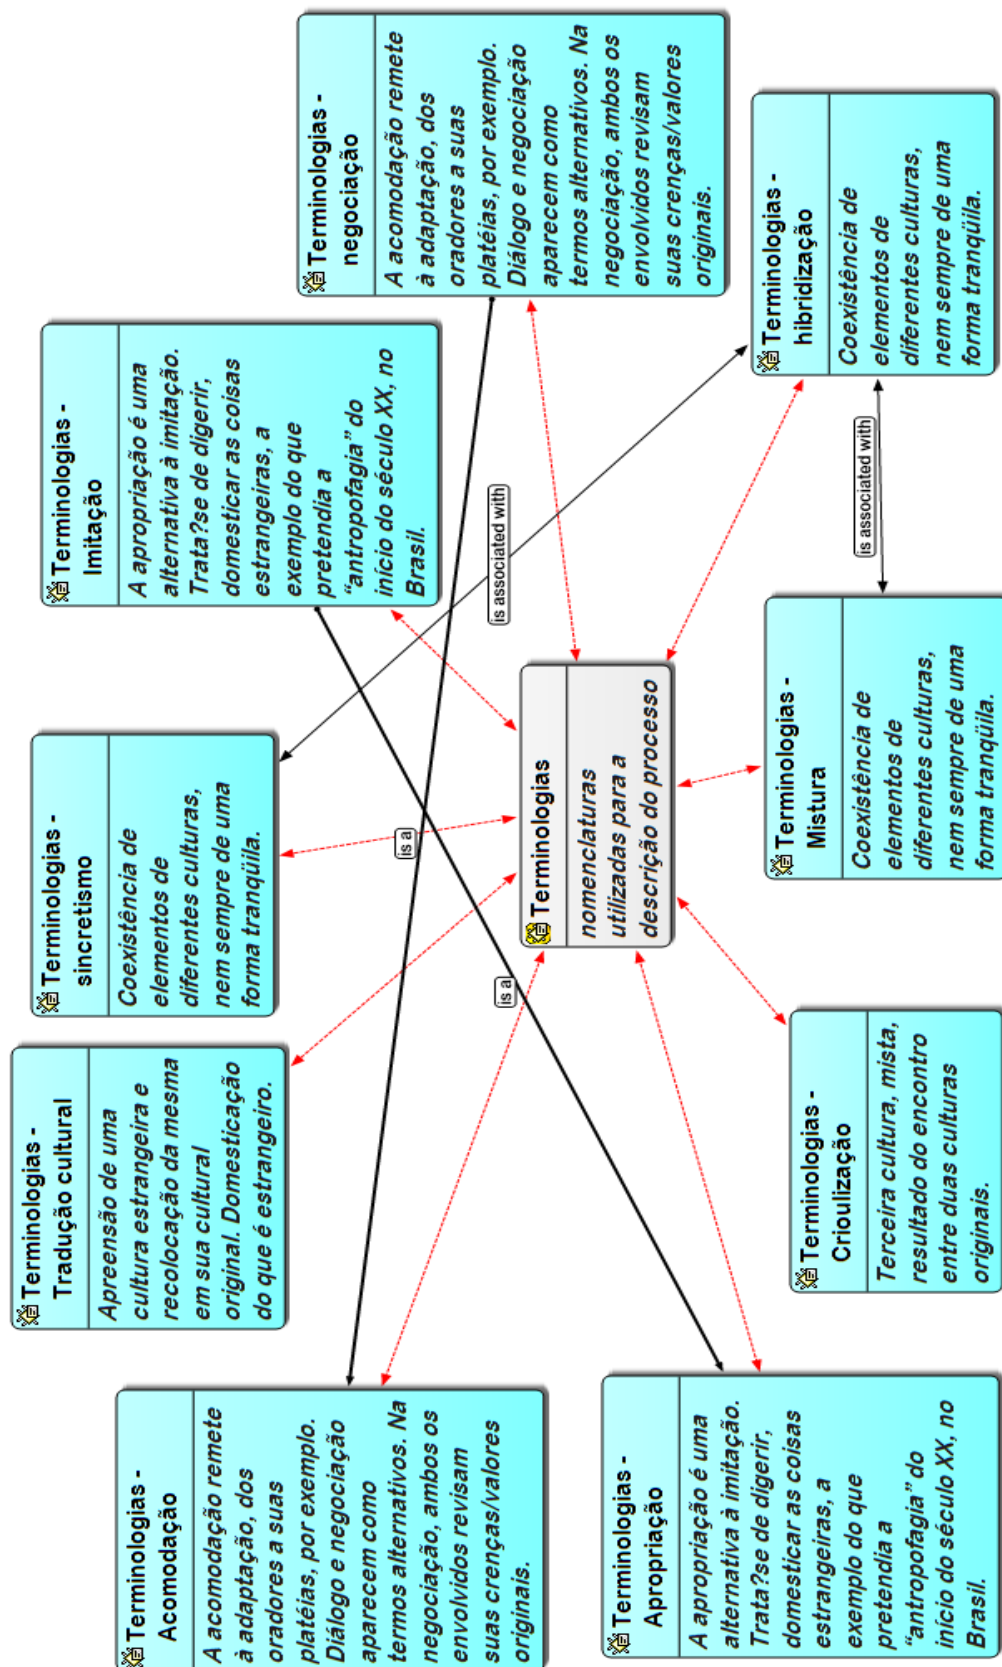 Terminologias -
Acomodação
A acomodação remete
à adaptação, dos
oradores a suas
platéias, por exemplo.
Diálogo e negociação
aparecem como
termos alternativos. Na
negociação, ambos os
envolvidos revisam
suas crenças/valores
originais.
Terminologias -
Tradução cultural
Apreensão de uma
cultura estrangeira e
recolocação da mesma
em sua cultural
original. Domesticação
do que é estrangeiro.
Terminologias -
sincretismo
Coexistência de
elementos de
diferentes culturas,
nem sempre de uma
forma tranqüila.
Terminologias -
Imitação
A apropriação é uma
alternativa à imitação.
Trata?se de digerir,
domesticar as coisas
estrangeiras, a
exemplo do que
pretendia a
“antropofagia” do
início do século XX, no
Brasil.
Terminologias -
negociação
A acomodação remete
à adaptação, dos
oradores a suas
platéias, por exemplo.
Diálogo e negociação
aparecem como
termos alternativos. Na
negociação, ambos os
envolvidos revisam
suas crenças/valores
originais.
is a
is associated with
is a
Terminologias
nomenclaturas
utilizadas para a
descrição do processo
Terminologias -
Apropriação
A apropriação é uma
alternativa à imitação.
Trata?se de digerir,
domesticar as coisas
estrangeiras, a
exemplo do que
pretendia a
“antropofagia” do
início do século XX, no
Brasil.
Terminologias -
Crioulização
Terceira cultura, mista,
resultado do encontro
entre duas culturas
originais.
Terminologias -
Mistura
Coexistência de
elementos de
diferentes culturas,
nem sempre de uma
forma tranqüila.
is associated with
Terminologias -
hibridização
Coexistência de
elementos de
diferentes culturas,
nem sempre de uma
forma tranqüila.